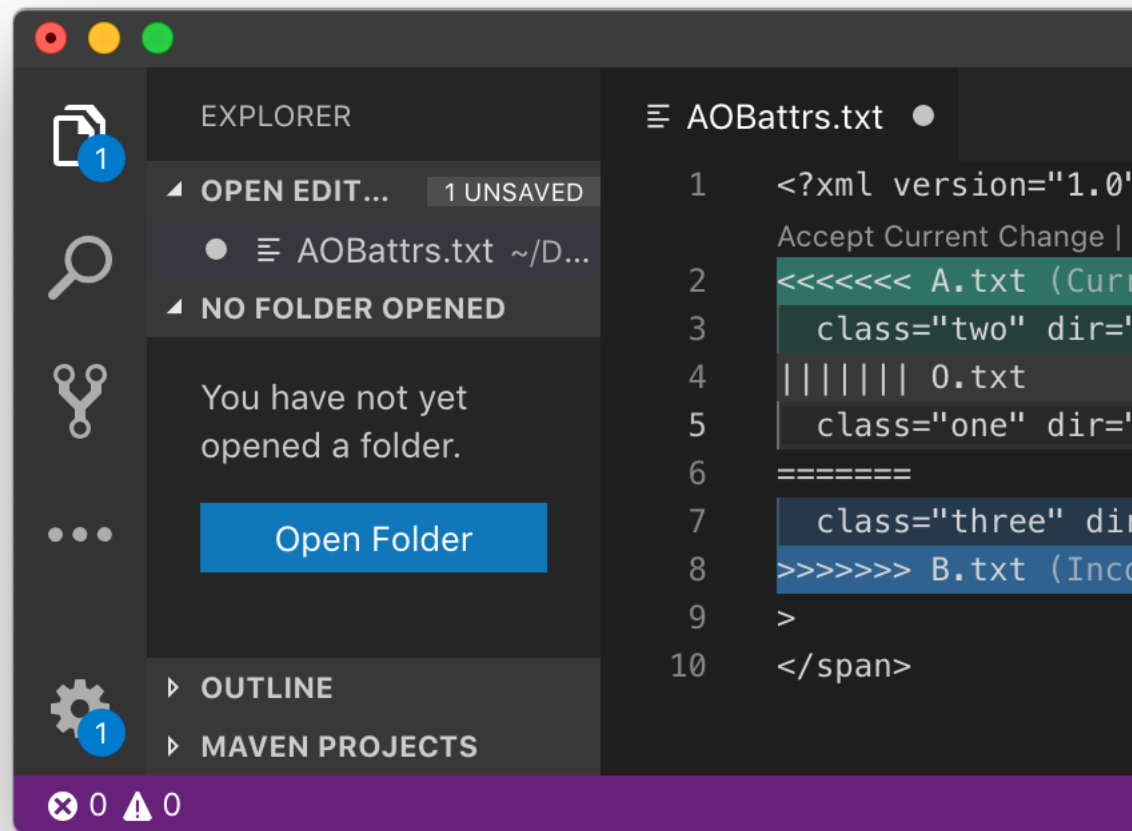 EXPLORER
OPEN EDIT... 1 UNSAVED
AOBattrs.txt ~/D...
NO FOLDER OPENED
You have not yet
opened a folder.
Open Folder
OUTLINE
MAVEN PROJECTS
1
1
0 0
AOBattrs.txt
1 <?xml version="1.0"
Accept Current Change |
2 <<<<<<< A.txt (Curr
3 class="two" dir="
4 ||||||| O.txt
5 class="one" dir="
6 =======
7 class="three" dir
8 >>>>>>> B.txt (Inco
9 >
10 </span>